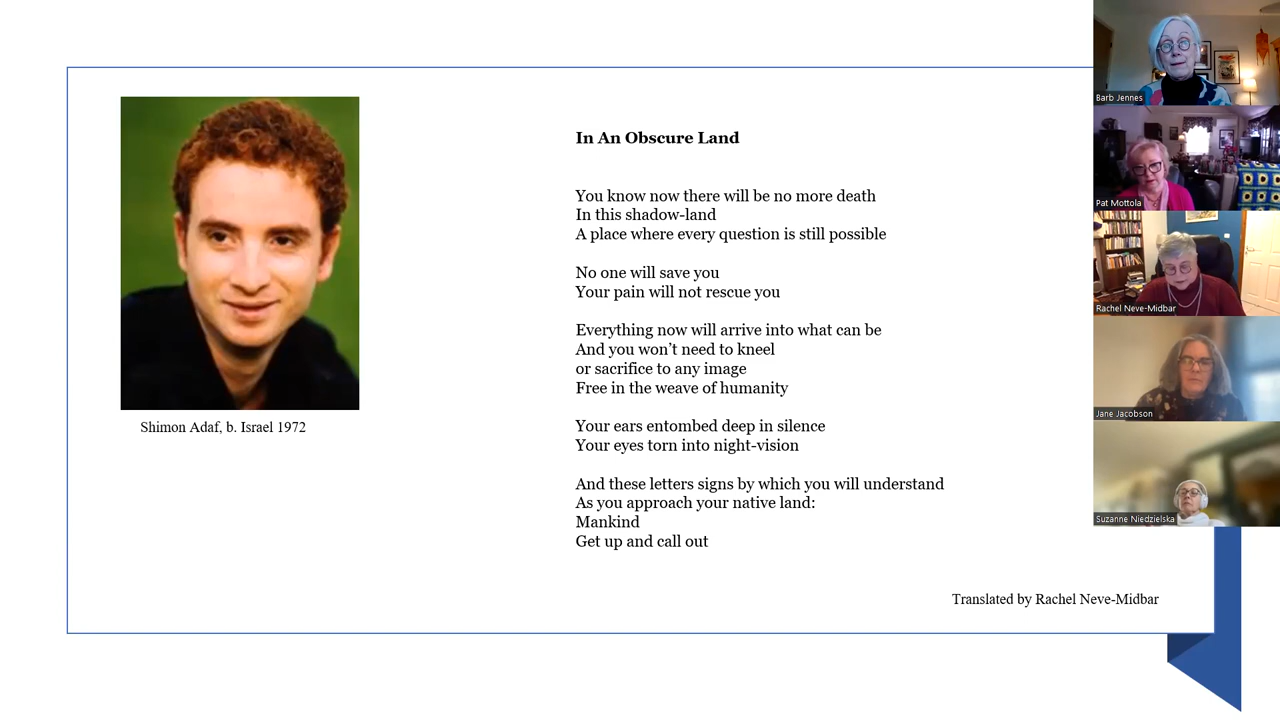 In An Obscure Land
You know now there will be no more death
In this shadow-land
A place where every question is still possible
No one will save you
Your pain will not rescue you
Everything now will arrive into what can be
And you won’t need to kneel
or sacrifice to any image
Free in the weave of humanity
Your ears entombed deep in silence
Your eyes torn into night-vision
And these letters signs by which you will understand
As you approach your native land:
Mankind
Get up and call out
Translated by Rachel Neve-Midbar
Shimon Adaf, b. Israel 1972
Barb Jennes
Pat Mottola
Rachel Neve-Midbar
Jane Jacobson
Suzanne Niedzielska